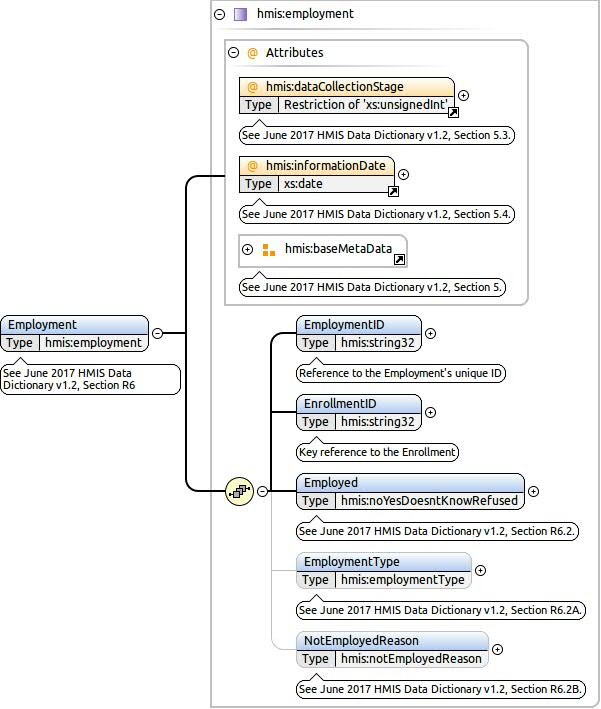 hmis:employment
@ Attributes
@ hmis:dataCollectionStage
Type Restriction of 'xs:unsignedInt'
See June 2017 HMIS Data Dictionary v1.2, Section 5.3.
@ hmis:informationDate
Type xs:date
See June 2017 HMIS Data Dictionary v1.2, Section 5.4.
hmis:baseMetaData
See June 2017 HMIS Data Dictionary v1.2, Section 5.
Employment
Type hmis:employment
See June 2017 HMIS Data
Dictionary v1.2, Section R6
EmploymentID
Type hmis:string32
Reference to the Employment's unique ID
EnrollmentID
Type hmis:string32
Key reference to the Enrollment
Employed
Type hmis:noYesDoesntKnowRefused
See June 2017 HMIS Data Dictionary v1.2, Section R6.2.
EmploymentType
Type hmis:employmentType
See June 2017 HMIS Data Dictionary v1.2, Section R6.2A.
NotEmployedReason
Type hmis:notEmployedReason
See June 2017 HMIS Data Dictionary v1.2, Section R6.2B.